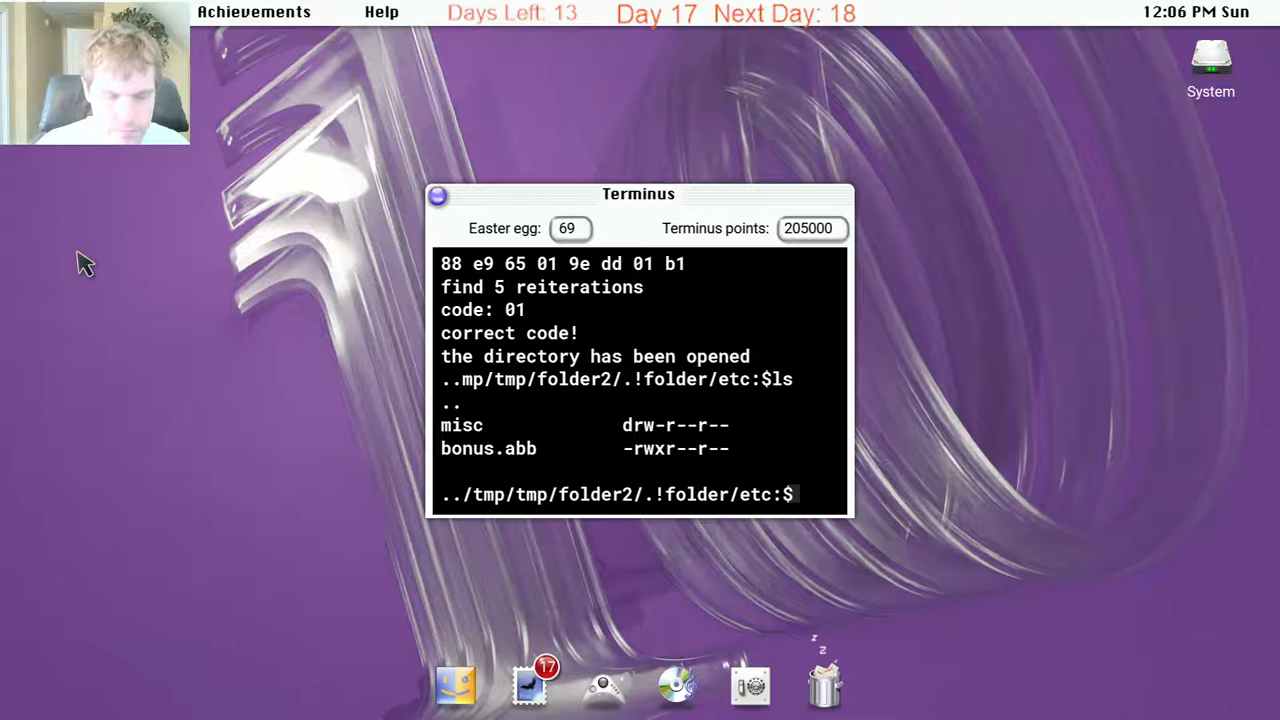 Achievements Help Days Left: 13 Day 17 Next Day: 18 12:06 PM Sun
System
Terminus
Easter egg: 69 Terminus points: 205000
88 e9 65 01 9e dd 01 b1
find 5 reiterations
code: 01
correct code!
the directory has been opened
..mp/tmp/folder2/.!folder/etc:$ls
..
misc drw-r--r--
bonus.abb -rwxr--r--
../tmp/tmp/folder2/.!folder/etc:$
z
z
17